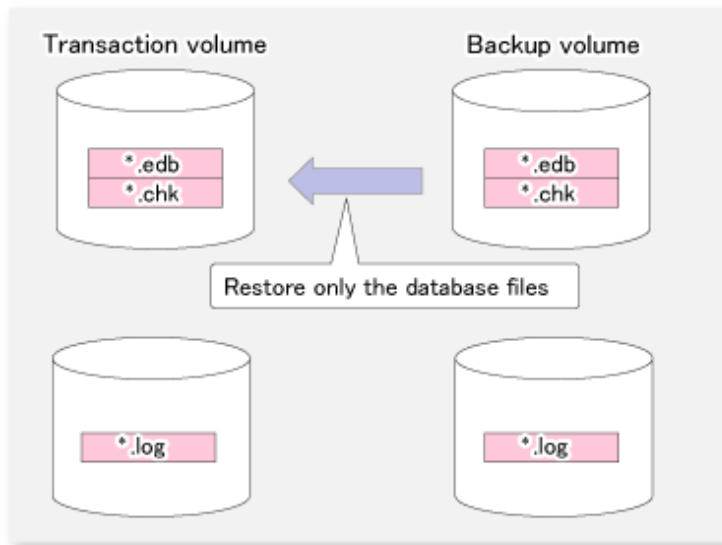 Transaction volume
Backup volume
*.edb
*.chk
*.edb
*.chk
Restore only the database files
*.log
*.log